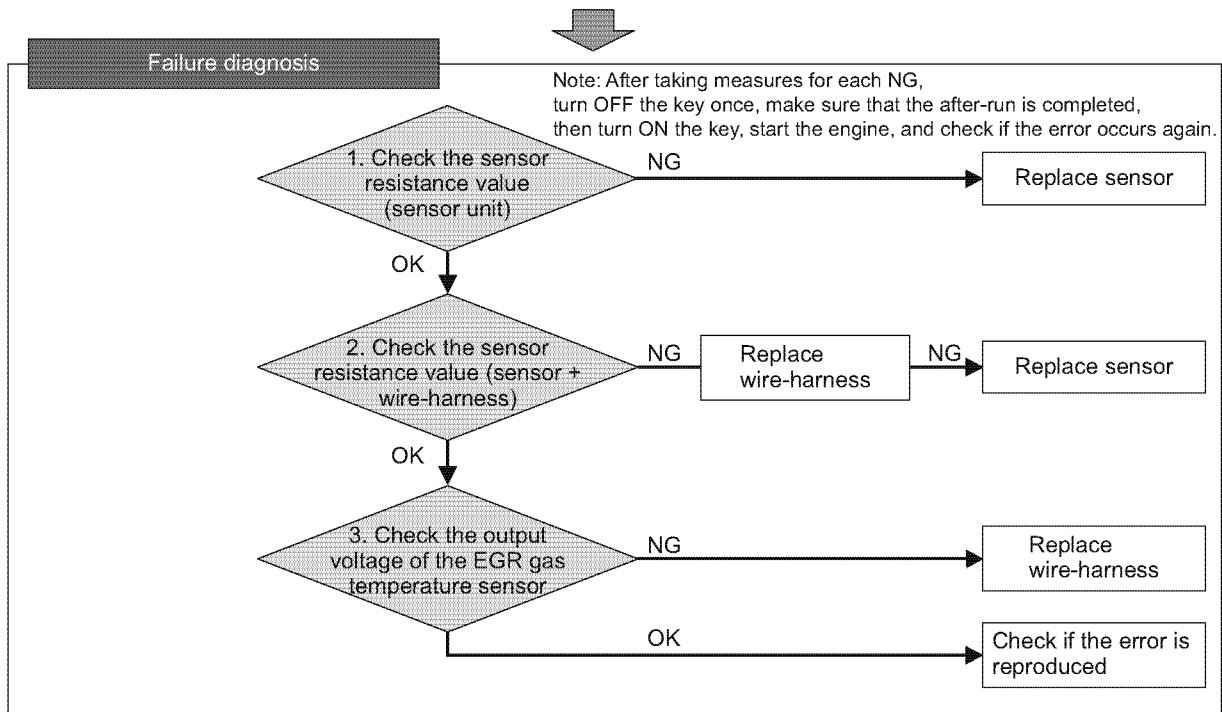 Failure diagnosis
Note: After taking measures for each NG,
turn OFF the key once, make sure that the after-run is completed,
then turn ON the key, start the engine, and check if the error occurs again.
1. Check the sensor
resistance value
(sensor unit)
NG
Replace sensor
OK
2. Check the sensor
resistance value (sensor +
wire-harness)
NG
Replace
wire-harness
NG
Replace sensor
OK
3. Check the output
voltage of the EGR gas
temperature sensor
NG
Replace
wire-harness
OK
Check if the error is
reproduced